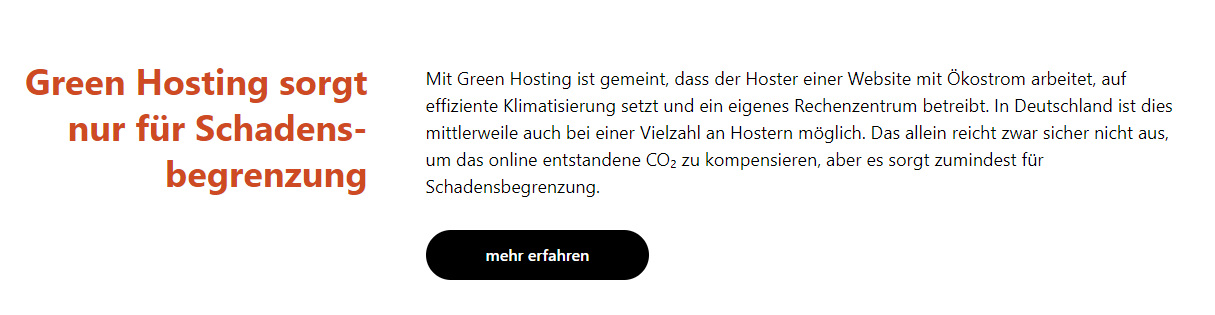 Green Hosting sorgt
nur für Schadens-
begrenzung
Mit Green Hosting ist gemeint, dass der Hoster einer Website mit Ökostrom arbeitet, auf
effiziente Klimatisierung setzt und ein eigenes Rechenzentrum betreibt. In Deutschland ist dies
mittlerweile auch bei einer Vielzahl an Hostern möglich. Das allein reicht zwar sicher nicht aus,
um das online entstandene CO₂ zu kompensieren, aber es sorgt zumindest für
Schadensbegrenzung.
mehr erfahren